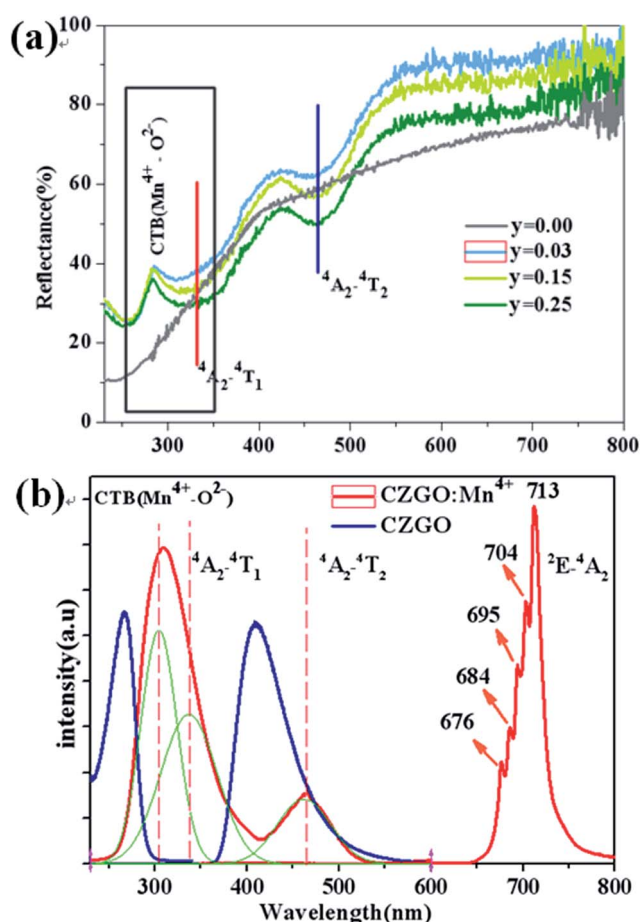 (a)
100
80
60
40
20
0
Reflectance(%)
CTB(Mn⁴⁺ - O²⁻)
⁴A₂-⁴T₂
⁴A₂-⁴T₁
y=0.00
y=0.03
y=0.15
y=0.25
300 400 500 600 700 800
(b)
CTB(Mn⁴⁺-O²⁻)
CZGO:Mn⁴⁺
CZGO
713
⁴A₂-⁴T₁
⁴A₂-⁴T₂
704
²E-⁴A₂
695
684
676
intensity(a.u)
300 400 500 600 700 800
Wavelength(nm)